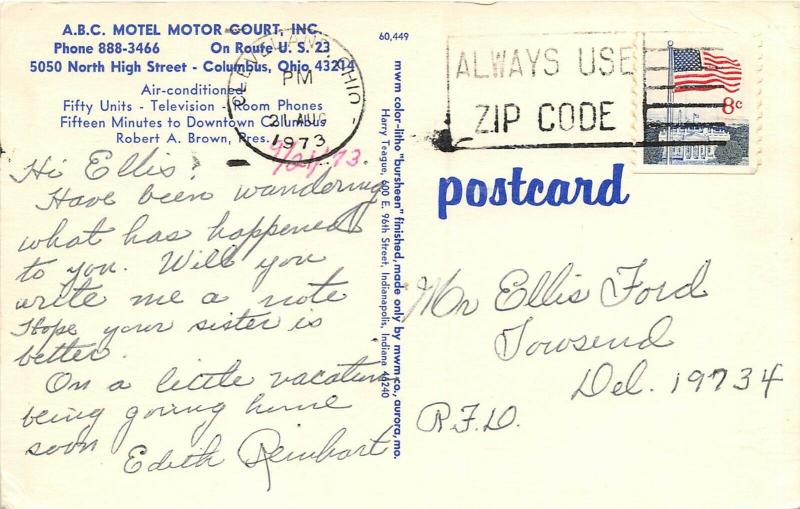 A.B.C. MOTEL MOTOR COURT, INC.
Phone 888-3466 On Route U. S. 23
5050 North High Street - Columbus, Ohio 43214
Air-conditioned
Fifty Units - Television - Room Phones
Fifteen Minutes to Downtown Columbus
Robert A. Brown, Pres.
CLEVELAND, OHIO
PM
21 AUG
1973
Hi Ellis!
Have been wandering
what has happened
to you. Will you
write me a note
Hope your sister is
better.
On a little vacation
being going home
soon
Edith Reinhart
60,449
mwm color-litho "bursheen" finished, made only by mwm co., aurora, mo.
Harry Teague, 600 E. 96th Street, Indianapolis, Indiana 46240
ALWAYS USE
ZIP CODE
8c
postcard
Mr Ellis Ford
Towsend
Del. 19734
R.F.D.